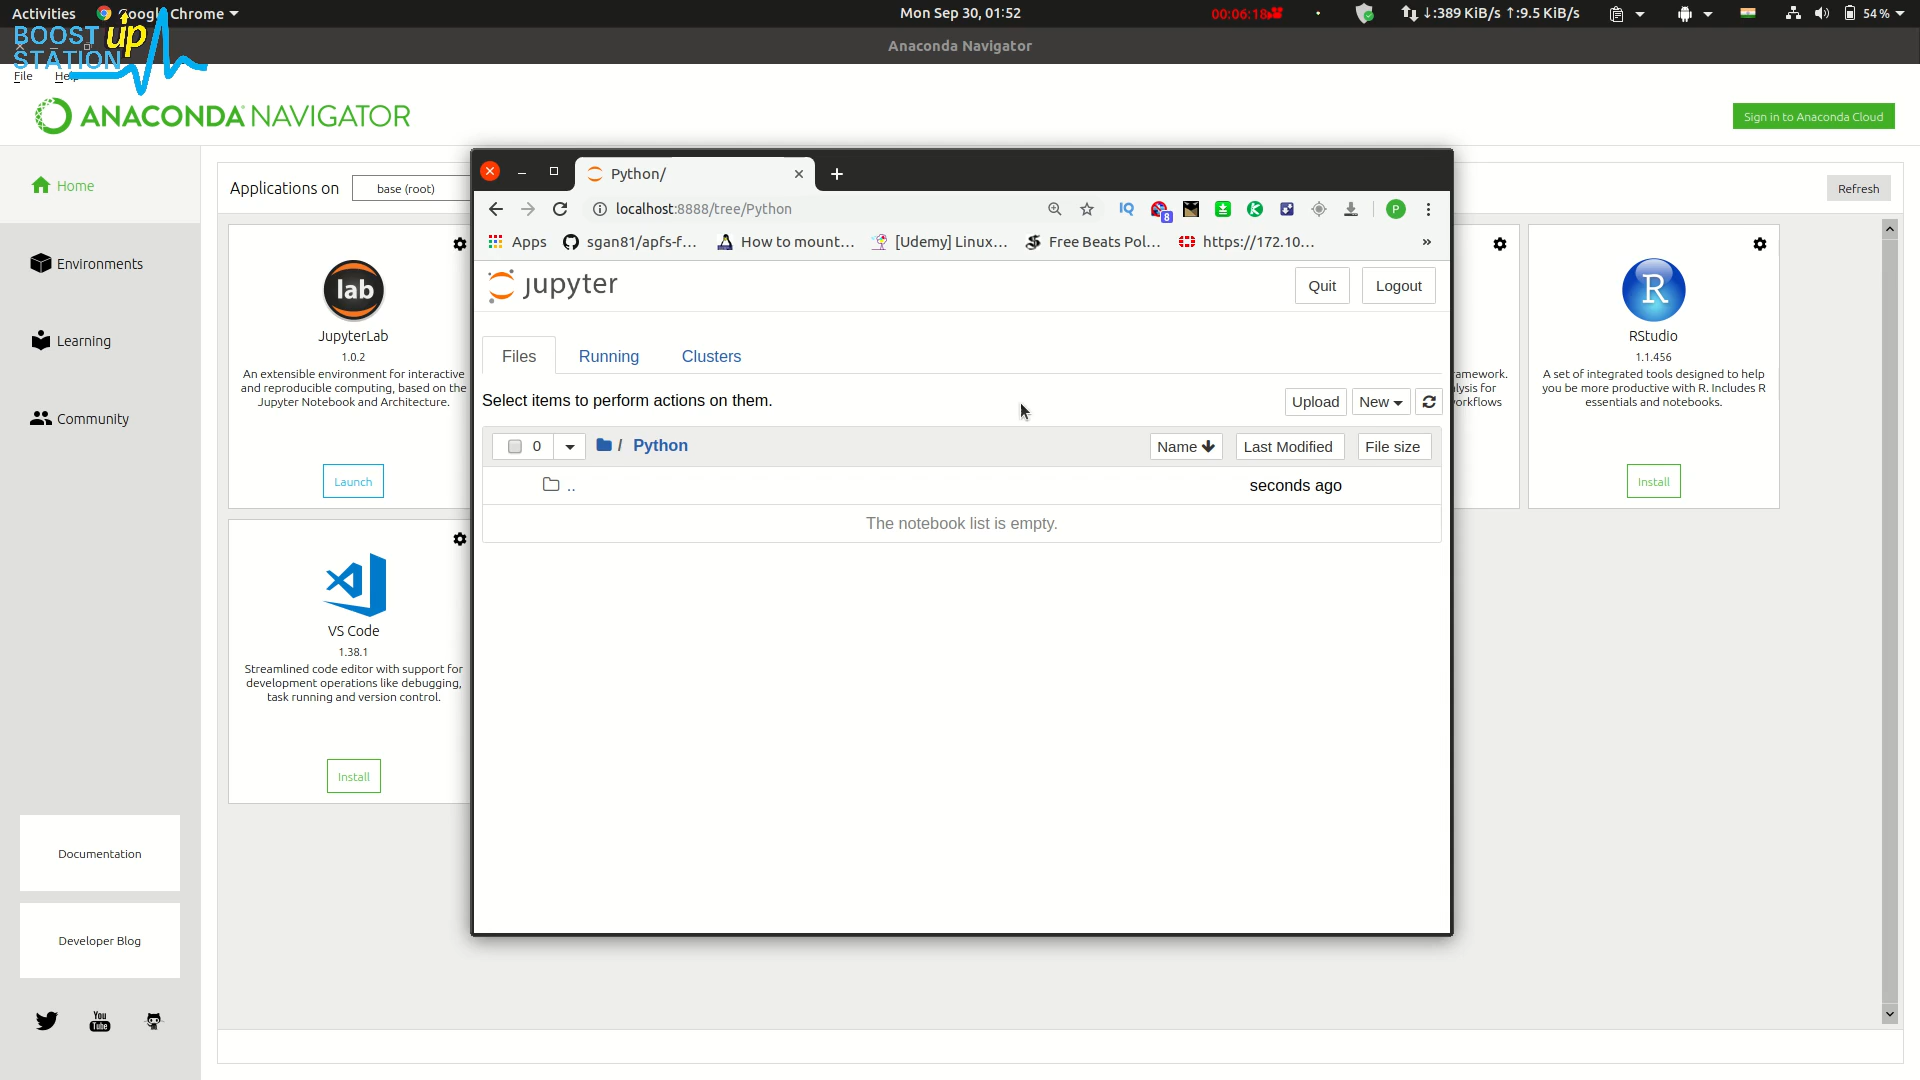 Activities
Google Chrome
Mon Sep 30, 01:52
00:06:18
↓:389 KiB/s ↑:9.5 KiB/s
54 %
BOOST up
STATION
Anaconda Navigator
File
Help
ANACONDA NAVIGATOR
Sign in to Anaconda Cloud
Home
Environments
Learning
Community
Documentation
Developer Blog
You
Tube
Applications on
base (root)
Refresh
lab
JupyterLab
1.0.2
An extensible environment for interactive
and reproducible computing, based on the
Jupyter Notebook and Architecture.
Launch
VS Code
1.38.1
Streamlined code editor with support for
development operations like debugging,
task running and version control.
Install
Python/
localhost:8888/tree/Python
IQ
8
P
Apps
sgan81/apfs-f...
How to mount...
[Udemy] Linux...
Free Beats Pol...
https://172.10...
»
jupyter
Quit
Logout
Files
Running
Clusters
Select items to perform actions on them.
Upload
New
0
/ Python
Name
Last Modified
File size
..
seconds ago
The notebook list is empty.
R
RStudio
1.1.456
A set of integrated tools designed to help
you be more productive with R. Includes R
essentials and notebooks.
Install